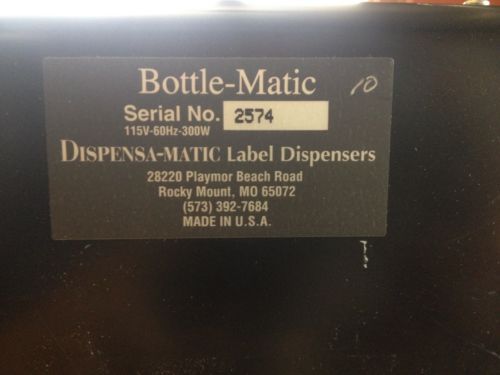 Bottle-Matic 10
Serial No. 2574
115V-60Hz-300W
DISPENSA-MATIC Label Dispensers
28220 Playmor Beach Road
Rocky Mount, MO 65072
(573) 392-7684
MADE IN U.S.A.